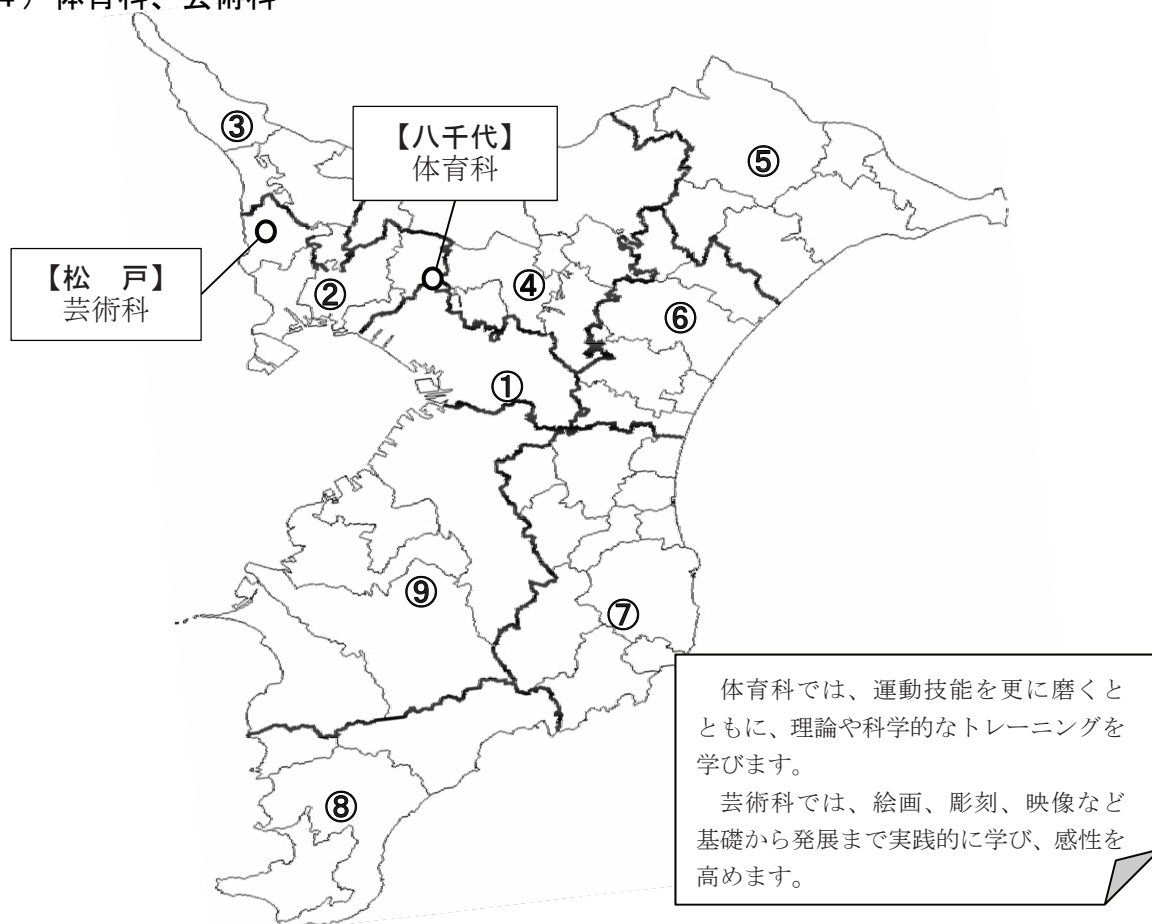 4）体育科、芸術科
③
【八千代】
体育科
⑤
【松　戸】
芸術科
②
④
⑥
①
⑨
⑦
体育科では、運動技能を更に磨くと
ともに、理論や科学的なトレーニングを
学びます。
芸術科では、絵画、彫刻、映像など
基礎から発展まで実践的に学び、感性を
高めます。
⑧